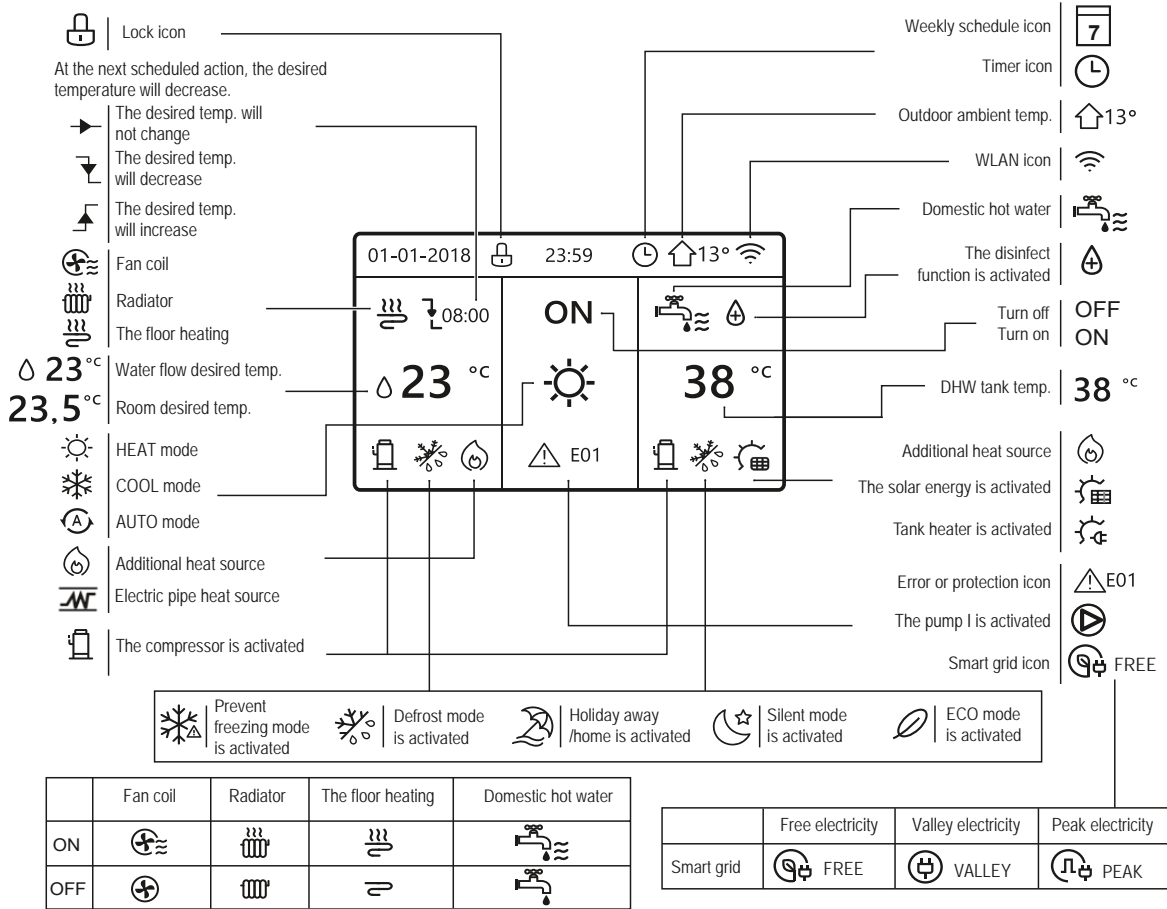 Lock icon
At the next scheduled action, the desired
temperature will decrease.
The desired temp. will
not change
The desired temp.
will decrease
The desired temp.
will increase
Fan coil
Radiator
The floor heating
23 °C
Water flow desired temp.
23,5 °C
Room desired temp.
HEAT mode
COOL mode
A
AUTO mode
Additional heat source
Electric pipe heat source
The compressor is activated
01-01-2018
23:59
13°
08:00
ON
23 °C
38 °C
E01
Weekly schedule icon
7
Timer icon
Outdoor ambient temp.
13°
WLAN icon
Domestic hot water
The disinfect
function is activated
Turn off
OFF
Turn on
ON
DHW tank temp.
38 °C
Additional heat source
The solar energy is activated
Tank heater is activated
Error or protection icon
E01
The pump I is activated
Smart grid icon
FREE
Prevent
freezing mode
is activated
Defrost mode
is activated
Holiday away
/home is activated
Silent mode
is activated
ECO mode
is activated
Fan coil
Radiator
The floor heating
Domestic hot water
ON
OFF
Free electricity
Valley electricity
Peak electricity
Smart grid
FREE
VALLEY
PEAK